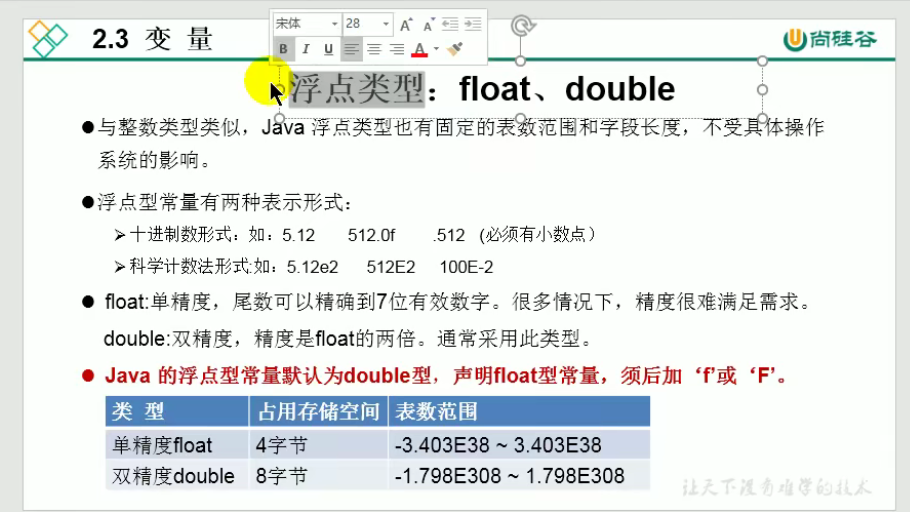 宋体 28 A A
B I U A
2.3 变 量
尚硅谷
浮点类型：float、double
●与整数类型类似，Java 浮点类型也有固定的表数范围和字段长度，不受具体操作
系统的影响。
●浮点型常量有两种表示形式：
➢十进制数形式：如：5.12 512.0f .512 (必须有小数点）
➢科学计数法形式:如：5.12e2 512E2 100E-2
● float:单精度，尾数可以精确到7位有效数字。很多情况下，精度很难满足需求。
double:双精度，精度是float的两倍。通常采用此类型。
● Java 的浮点型常量默认为double型，声明float型常量，须后加‘f’或‘F’。
类 型 占用存储空间 表数范围
单精度float 4字节 -3.403E38 ~ 3.403E38
双精度double 8字节 -1.798E308 ~ 1.798E308
让天下没有难学的技术